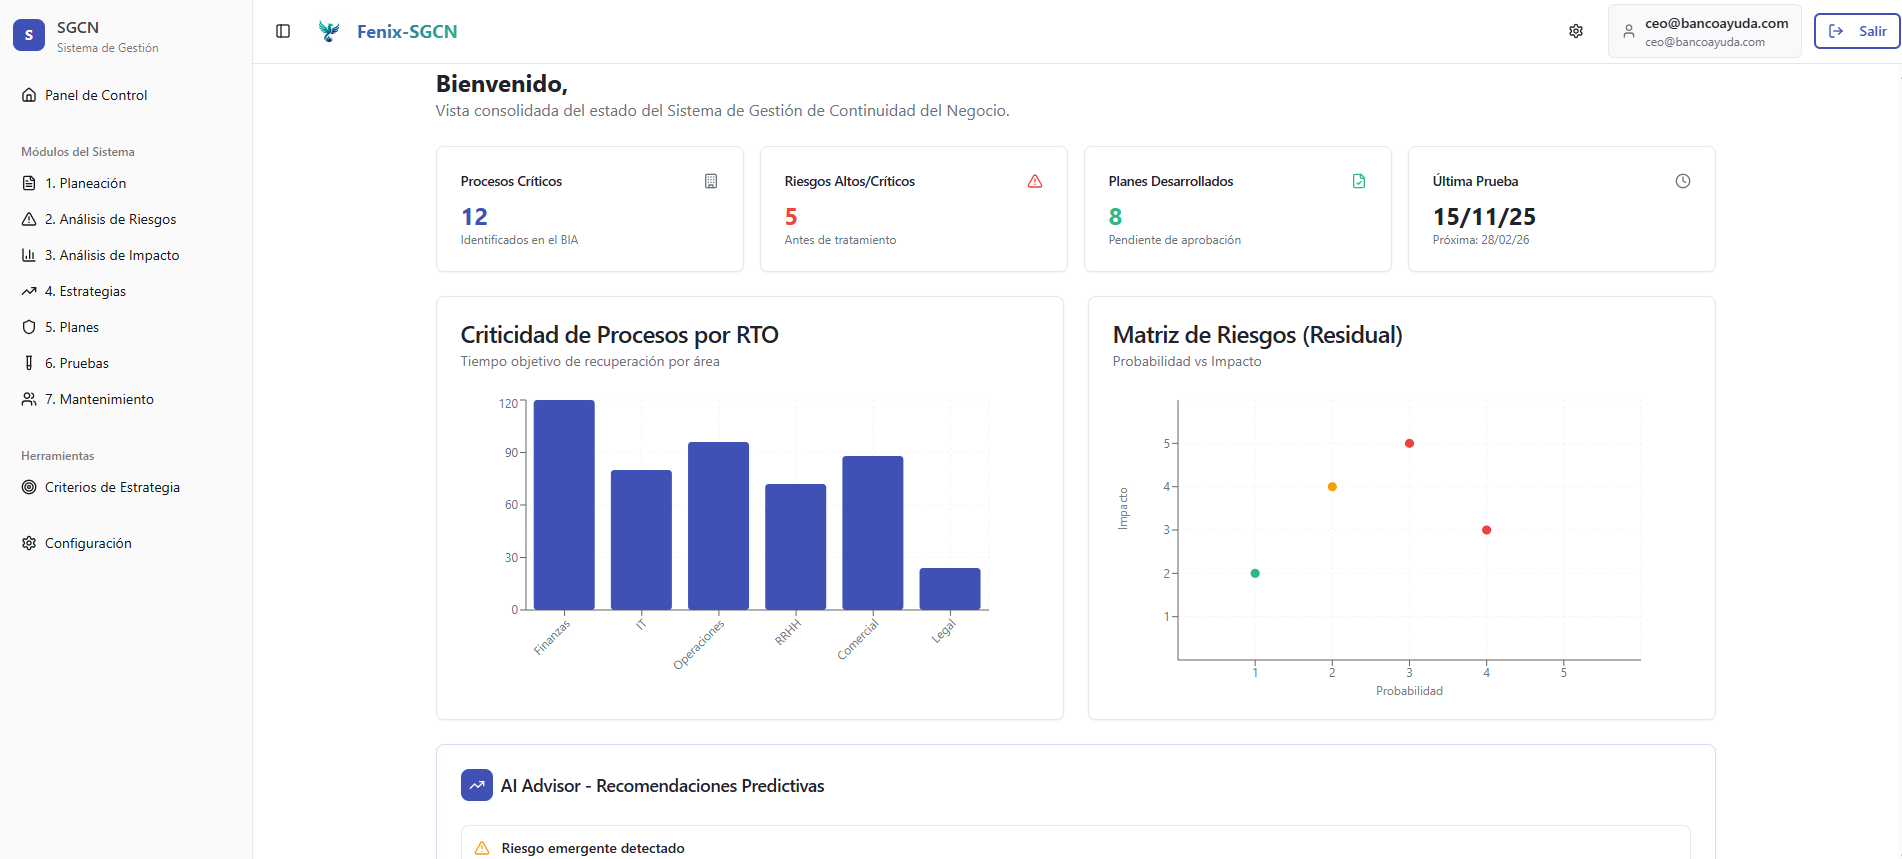 S
SGCN
Sistema de Gestión
Panel de Control
Módulos del Sistema
1. Planeación
2. Análisis de Riesgos
3. Análisis de Impacto
4. Estrategias
5. Planes
6. Pruebas
7. Mantenimiento
Herramientas
Criterios de Estrategia
Configuración
Fenix-SGCN
ceo@bancoayuda.com
ceo@bancoayuda.com
Salir
Bienvenido,
Vista consolidada del estado del Sistema de Gestión de Continuidad del Negocio.
Procesos Críticos
12
Identificados en el BIA
Riesgos Altos/Críticos
5
Antes de tratamiento
Planes Desarrollados
8
Pendiente de aprobación
Última Prueba
15/11/25
Próxima: 28/02/26
Criticidad de Procesos por RTO
Tiempo objetivo de recuperación por área
120
90
60
30
0
Finanzas
IT
Operaciones
RRHH
Comercial
Legal
Matriz de Riesgos (Residual)
Probabilidad vs Impacto
Impacto
5
4
3
2
1
1
2
3
4
5
Probabilidad
AI Advisor - Recomendaciones Predictivas
Riesgo emergente detectado